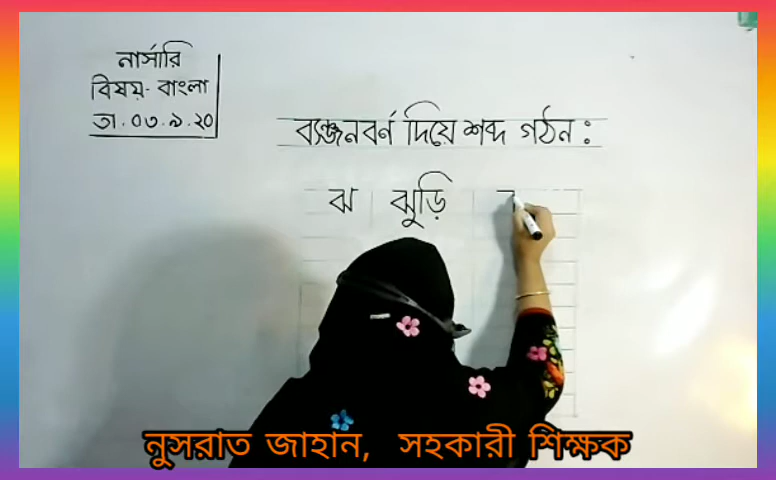 নার্সারি
বিষয়- বাংলা
তা. ০৩.৯.২০
ব্যঞ্জনবর্ণ দিয়ে শব্দ গঠন:
ঝ ঝুড়ি
নুসরাত জাহান, সহকারী শিক্ষক